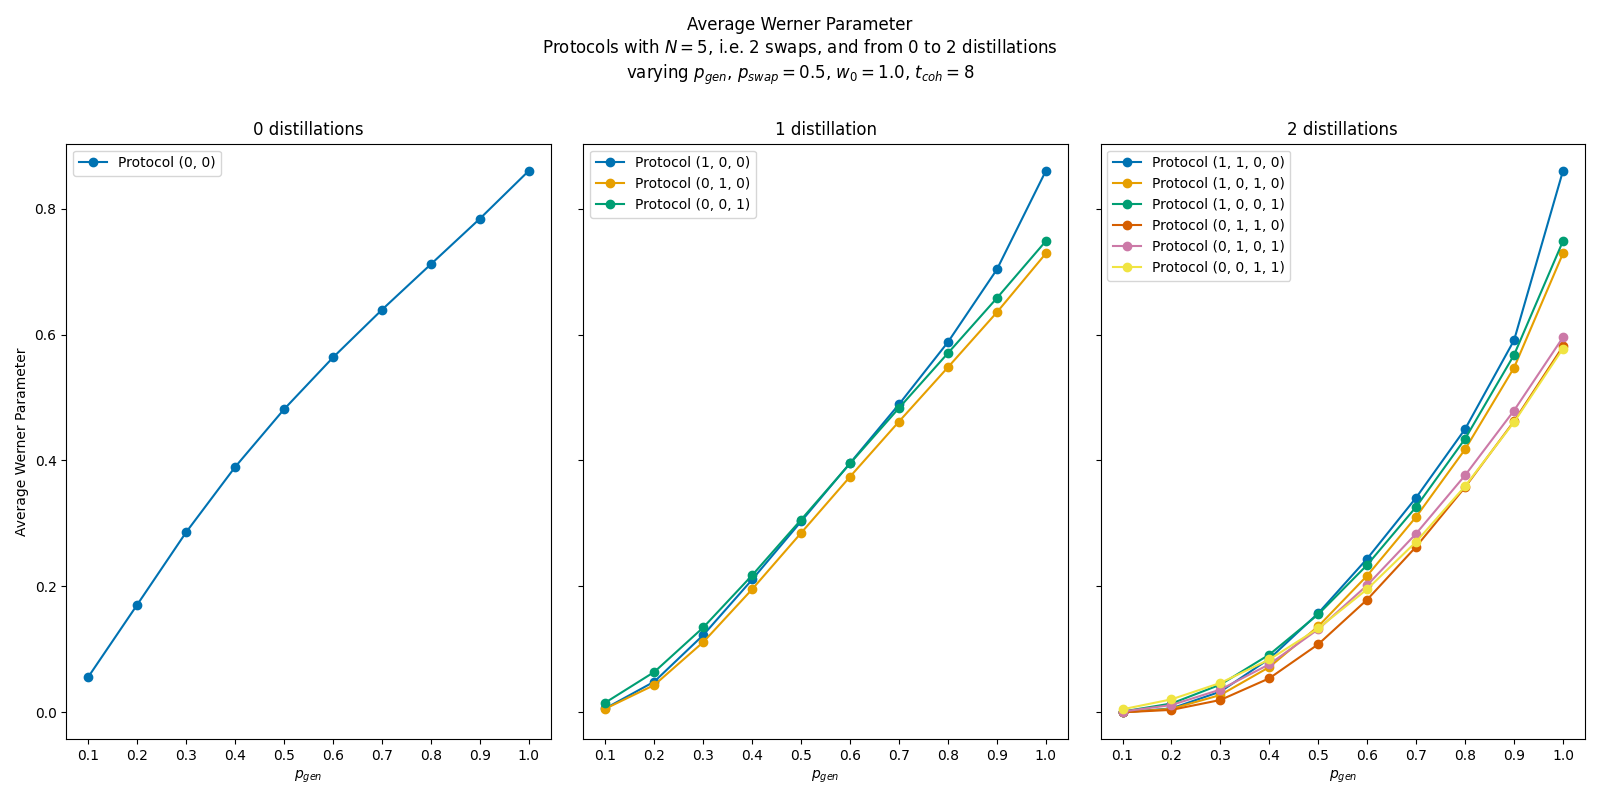 Average Werner Parameter
Protocols with N = 5, i.e. 2 swaps, and from 0 to 2 distillations
varying p_gen, p_swap = 0.5, w_0 = 1.0, t_coh = 8
0 distillations
Protocol (0, 0)
Average Werner Parameter
0.8
0.6
0.4
0.2
0.0
0.1 0.2 0.3 0.4 0.5 0.6 0.7 0.8 0.9 1.0
p_gen
1 distillation
Protocol (1, 0, 0)
Protocol (0, 1, 0)
Protocol (0, 0, 1)
0.1 0.2 0.3 0.4 0.5 0.6 0.7 0.8 0.9 1.0
p_gen
2 distillations
Protocol (1, 1, 0, 0)
Protocol (1, 0, 1, 0)
Protocol (1, 0, 0, 1)
Protocol (0, 1, 1, 0)
Protocol (0, 1, 0, 1)
Protocol (0, 0, 1, 1)
0.1 0.2 0.3 0.4 0.5 0.6 0.7 0.8 0.9 1.0
p_gen